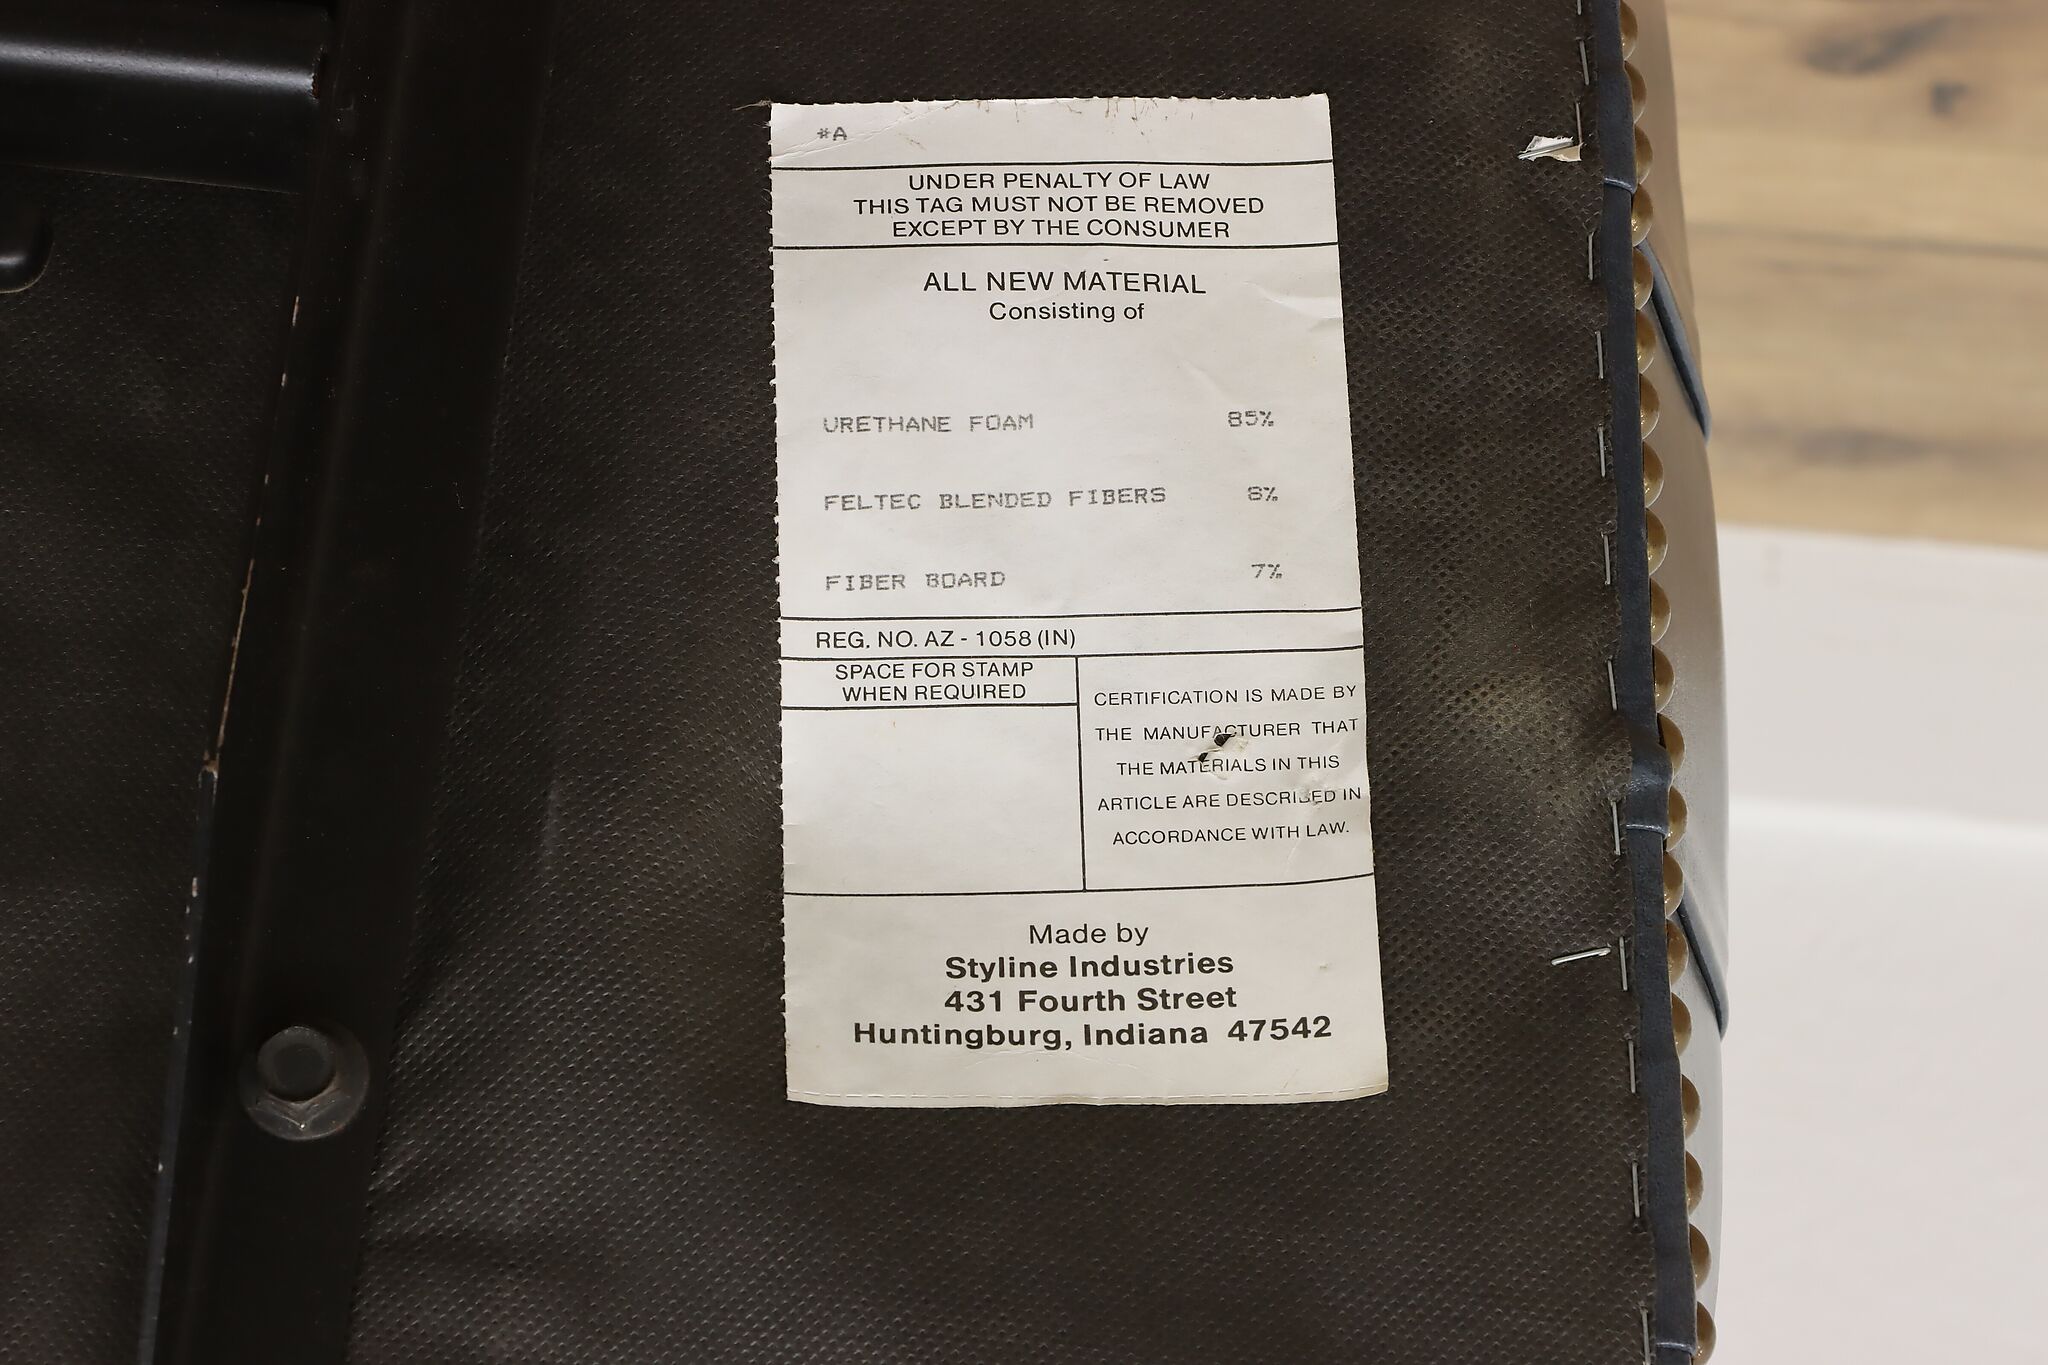 #A
UNDER PENALTY OF LAW
THIS TAG MUST NOT BE REMOVED
EXCEPT BY THE CONSUMER
ALL NEW MATERIAL
Consisting of
URETHANE FOAM 85%
FELTEC BLENDED FIBERS 8%
FIBER BOARD 7%
REG. NO. AZ - 1058 (IN)
SPACE FOR STAMP
WHEN REQUIRED
CERTIFICATION IS MADE BY
THE MANUFACTURER THAT
THE MATERIALS IN THIS
ARTICLE ARE DESCRIBED IN
ACCORDANCE WITH LAW.
Made by
Styline Industries
431 Fourth Street
Huntingburg, Indiana 47542